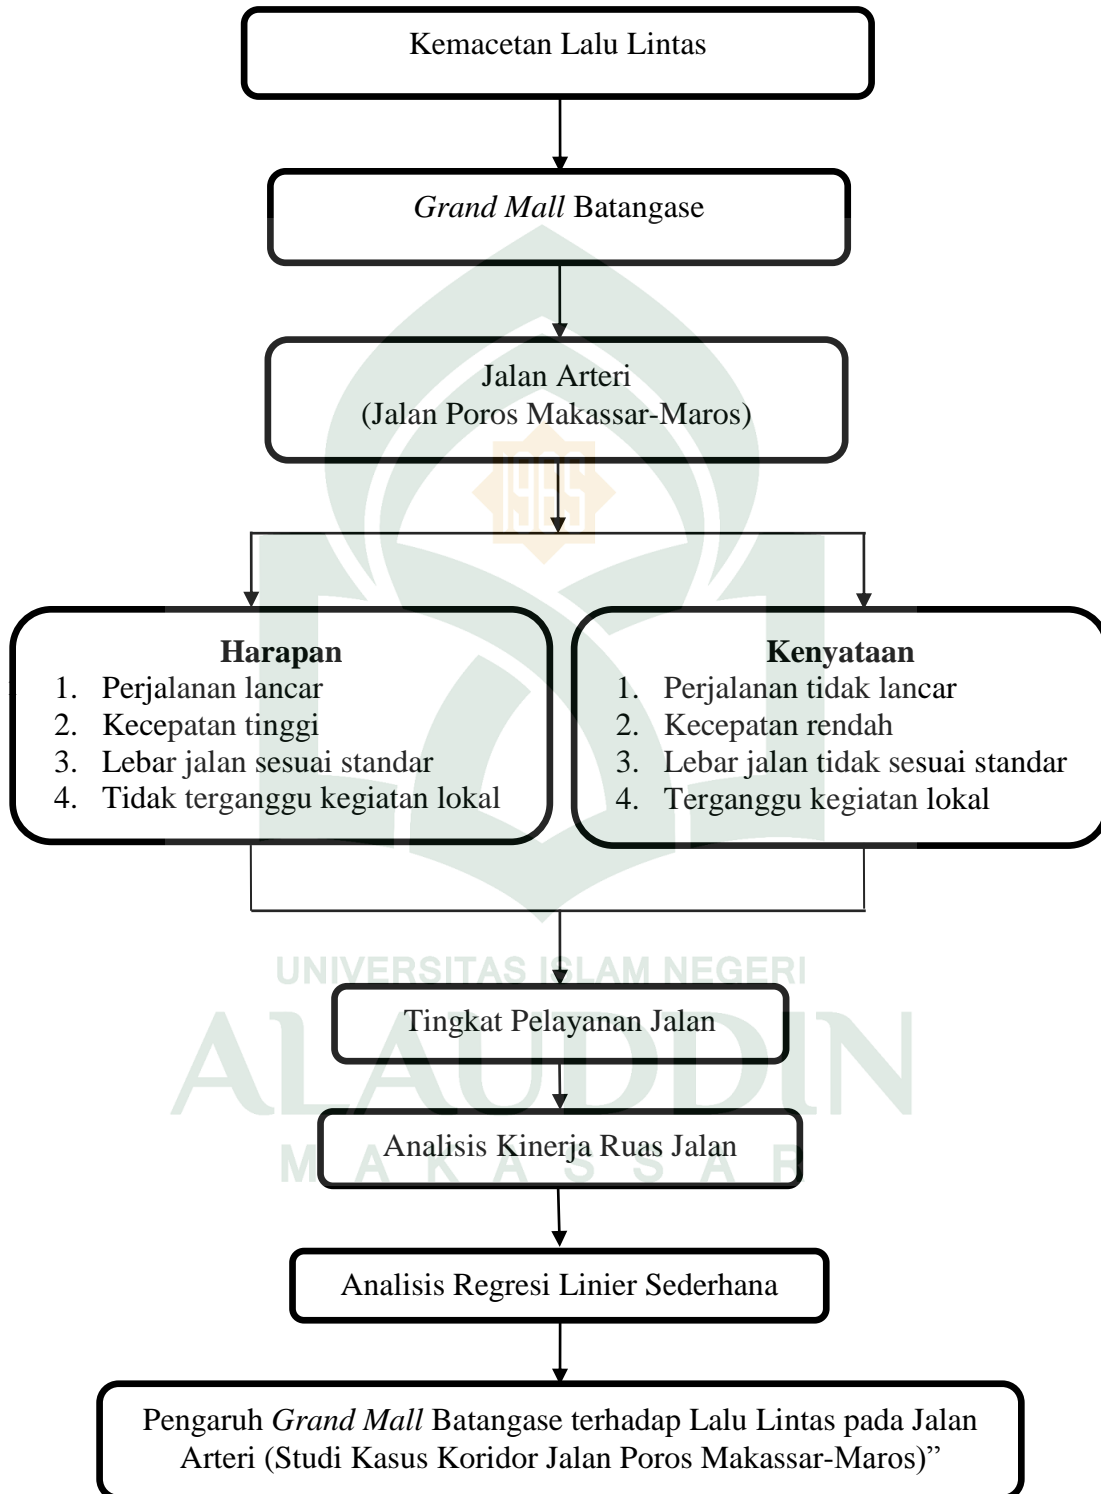 Kemacetan Lalu Lintas
Grand Mall Batangase
Jalan Arteri
(Jalan Poros Makassar-Maros)
1965
Harapan
1. Perjalanan lancar
2. Kecepatan tinggi
3. Lebar jalan sesuai standar
4. Tidak terganggu kegiatan lokal
Kenyataan
1. Perjalanan tidak lancar
2. Kecepatan rendah
3. Lebar jalan tidak sesuai standar
4. Terganggu kegiatan lokal
UNIVERSITAS ISLAM NEGERI
Tingkat Pelayanan Jalan
ALAUDDIN
Analisis Kinerja Ruas Jalan
MAKASSAR
Analisis Regresi Linier Sederhana
Pengaruh Grand Mall Batangase terhadap Lalu Lintas pada Jalan
Arteri (Studi Kasus Koridor Jalan Poros Makassar-Maros)”